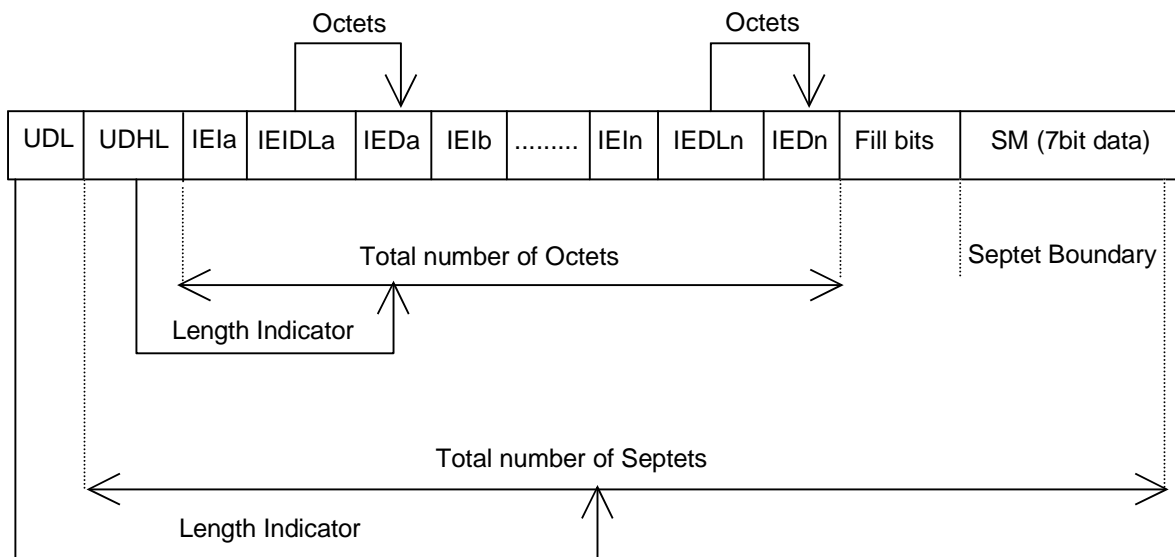 Octets Octets
UDL UDHL IEIa IEIDLa IEDa IEIb ......... IEIn IEDLn IEDn Fill bits SM (7bit data)
Total number of Octets
Septet Boundary
Length Indicator
Total number of Septets
Length Indicator